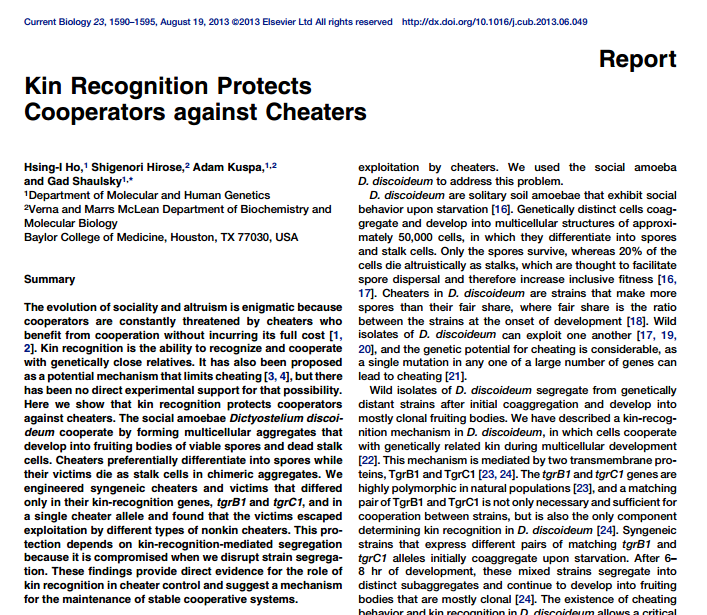 Current Biology 23, 1590–1595, August 19, 2013 ©2013 Elsevier Ltd All rights reserved http://dx.doi.org/10.1016/j.cub.2013.06.049
Report
Kin Recognition Protects
Cooperators against Cheaters
Hsing-I Ho,1 Shigenori Hirose,2 Adam Kuspa,1,2
and Gad Shaulsky1,*
1Department of Molecular and Human Genetics
2Verna and Marrs McLean Department of Biochemistry and
Molecular Biology
Baylor College of Medicine, Houston, TX 77030, USA
Summary
The evolution of sociality and altruism is enigmatic because
cooperators are constantly threatened by cheaters who
benefit from cooperation without incurring its full cost [1,
2]. Kin recognition is the ability to recognize and cooperate
with genetically close relatives. It has also been proposed
as a potential mechanism that limits cheating [3, 4], but there
has been no direct experimental support for that possibility.
Here we show that kin recognition protects cooperators
against cheaters. The social amoebae Dictyostelium discoi-
deum cooperate by forming multicellular aggregates that
develop into fruiting bodies of viable spores and dead stalk
cells. Cheaters preferentially differentiate into spores while
their victims die as stalk cells in chimeric aggregates. We
engineered syngeneic cheaters and victims that differed
only in their kin-recognition genes, tgrB1 and tgrC1, and in
a single cheater allele and found that the victims escaped
exploitation by different types of nonkin cheaters. This pro-
tection depends on kin-recognition-mediated segregation
because it is compromised when we disrupt strain segrega-
tion. These findings provide direct evidence for the role of
kin recognition in cheater control and suggest a mechanism
for the maintenance of stable cooperative systems.
exploitation by cheaters. We used the social amoeba
D. discoideum to address this problem.
D. discoideum are solitary soil amoebae that exhibit social
behavior upon starvation [16]. Genetically distinct cells coag-
gregate and develop into multicellular structures of approxi-
mately 50,000 cells, in which they differentiate into spores
and stalk cells. Only the spores survive, whereas 20% of the
cells die altruistically as stalks, which are thought to facilitate
spore dispersal and therefore increase inclusive fitness [16,
17]. Cheaters in D. discoideum are strains that make more
spores than their fair share, where fair share is the ratio
between the strains at the onset of development [18]. Wild
isolates of D. discoideum can exploit one another [17, 19,
20], and the genetic potential for cheating is considerable, as
a single mutation in any one of a large number of genes can
lead to cheating [21].
Wild isolates of D. discoideum segregate from genetically
distant strains after initial coaggregation and develop into
mostly clonal fruiting bodies. We have described a kin-recog-
nition mechanism in D. discoideum, in which cells cooperate
with genetically related kin during multicellular development
[22]. This mechanism is mediated by two transmembrane pro-
teins, TgrB1 and TgrC1 [23, 24]. The tgrB1 and tgrC1 genes are
highly polymorphic in natural populations [23], and a matching
pair of TgrB1 and TgrC1 is not only necessary and sufficient for
cooperation between strains, but is also the only component
determining kin recognition in D. discoideum [24]. Syngeneic
strains that express different pairs of matching tgrB1 and
tgrC1 alleles initially coaggregate upon starvation. After 6–
8 hr of development, these mixed strains segregate into
distinct subaggregates and continue to develop into fruiting
bodies that are mostly clonal [24]. The existence of cheating
behavior and kin recognition in D. discoideum allows a critical